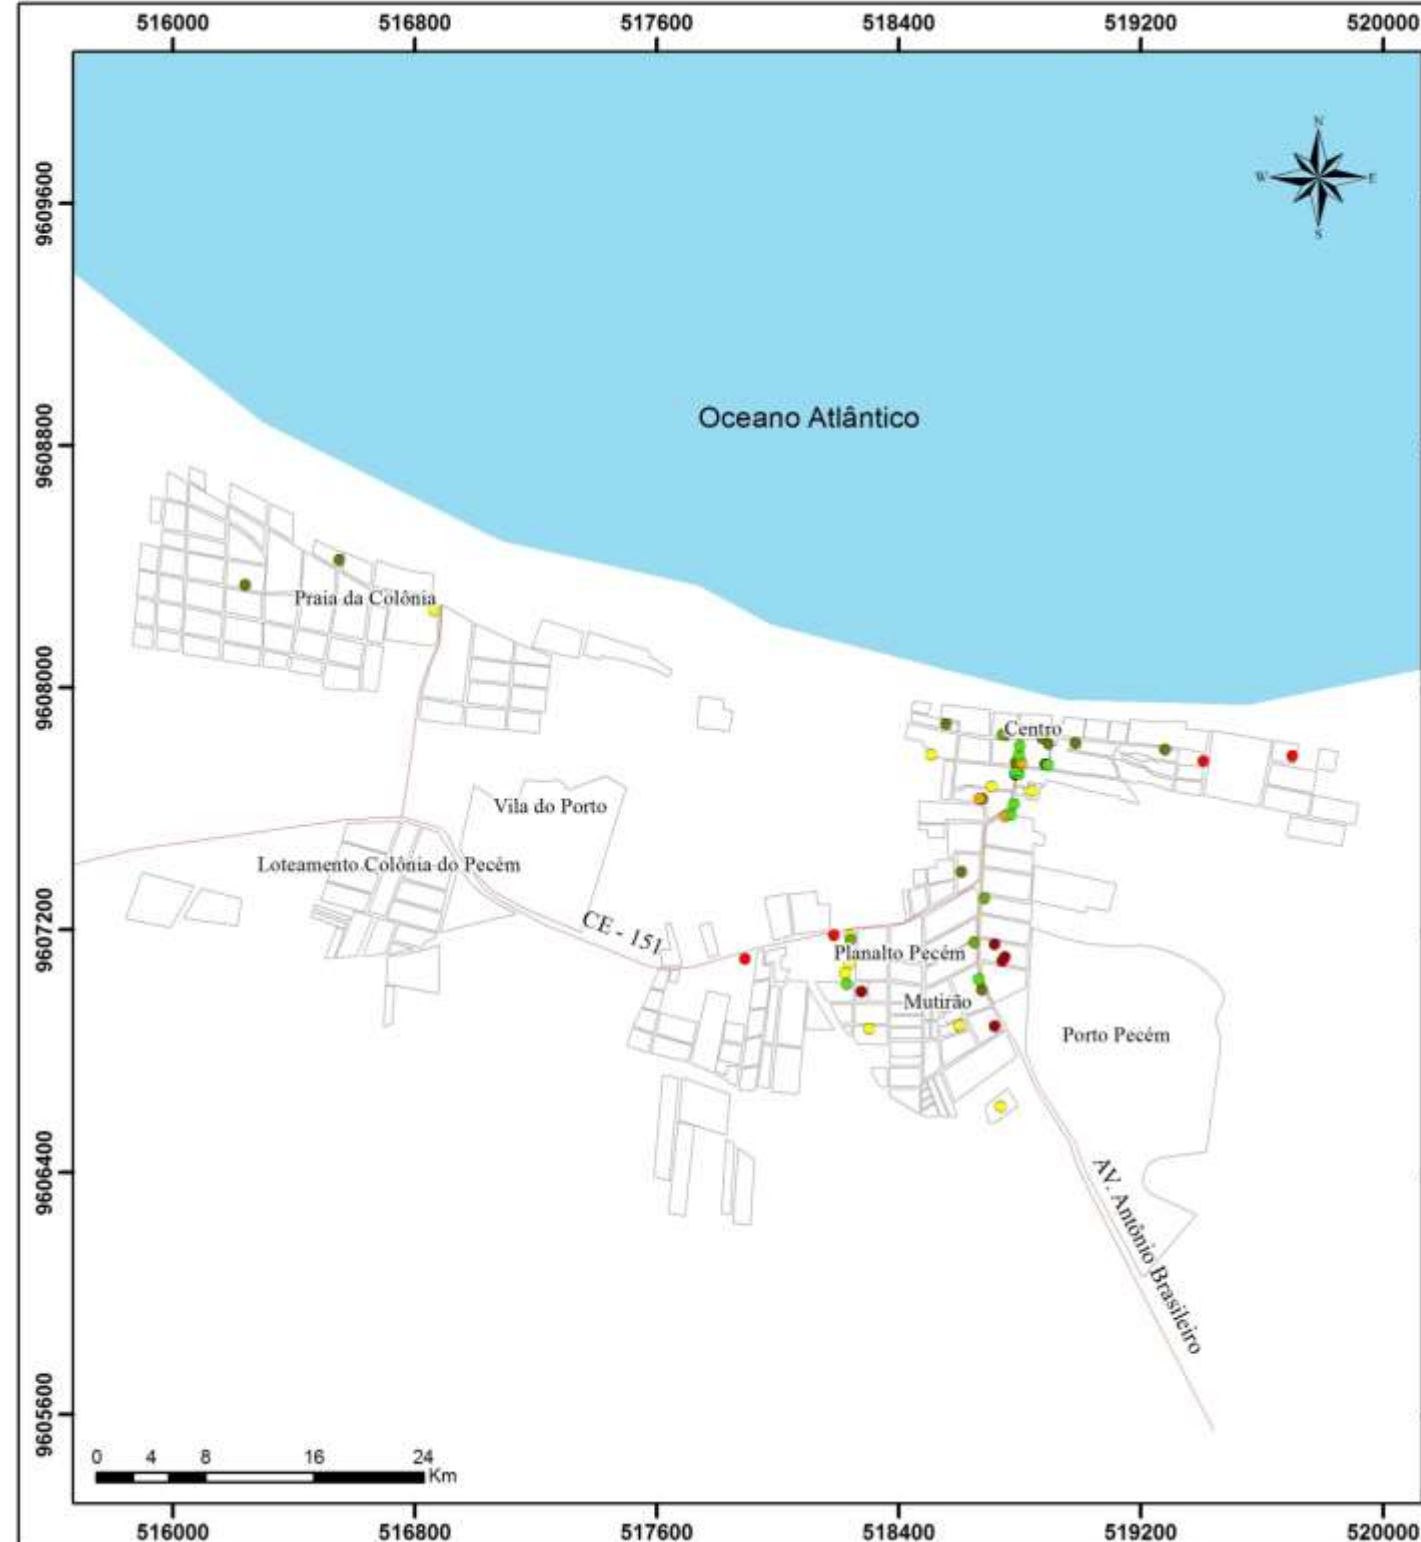 516000 516800 517600 518400 519200 520000
N
W E
S
9609600
Oceano Atlântico
9608800
Praia da Colônia
9608000
Centro
Vila do Porto
Loteamento Colônia do Pecém
CE - 151
9607200
Planalto Pecém
Mutirão
Porto Pecém
9606400
AV. Antônio Brasileiro
9605600
0 4 8 16 24
Km
516000 516800 517600 518400 519200 520000